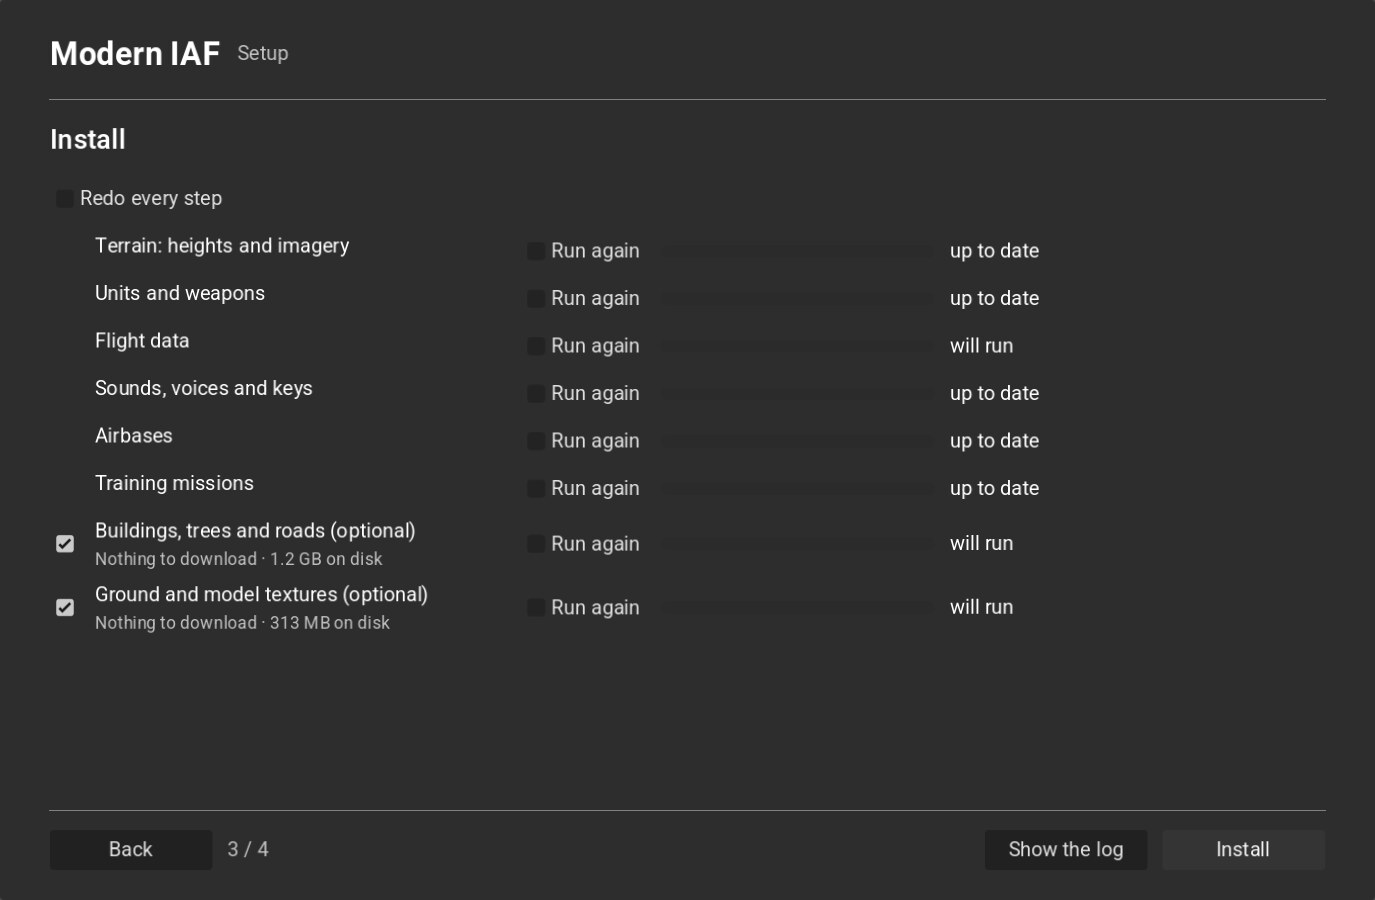 Modern IAF Setup
Install
Redo every step
Terrain: heights and imagery Run again up to date
Units and weapons Run again up to date
Flight data Run again will run
Sounds, voices and keys Run again up to date
Airbases Run again up to date
Training missions Run again up to date
Buildings, trees and roads (optional) Run again will run
Nothing to download · 1.2 GB on disk
Ground and model textures (optional) Run again will run
Nothing to download · 313 MB on disk
Back 3 / 4 Show the log Install